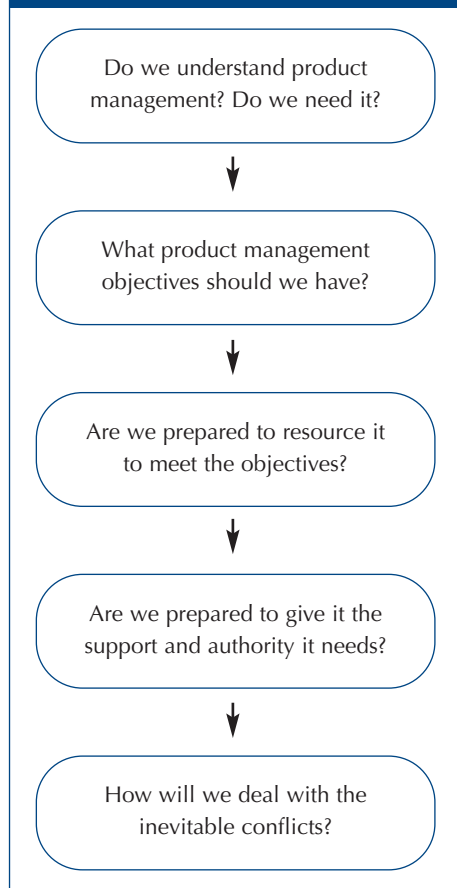 Do we understand product
management? Do we need it?
What product management
objectives should we have?
Are we prepared to resource it
to meet the objectives?
Are we prepared to give it the
support and authority it needs?
How will we deal with the
inevitable conflicts?